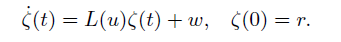 ζ̇(t) = L(u)ζ(t) + w, ζ(0) = r.